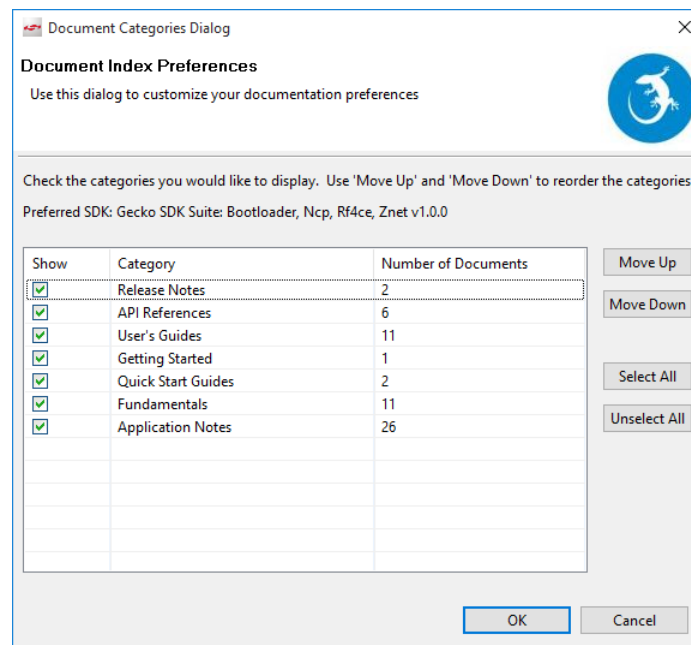 Document Categories Dialog
Document Index Preferences
Use this dialog to customize your documentation preferences
Check the categories you would like to display. Use 'Move Up' and 'Move Down' to reorder the categories
Preferred SDK: Gecko SDK Suite: Bootloader, Ncp, Rf4ce, Znet v1.0.0
Show Category Number of Documents
Release Notes 2
API References 6
User's Guides 11
Getting Started 1
Quick Start Guides 2
Fundamentals 11
Application Notes 26
Move Up
Move Down
Select All
Unselect All
OK Cancel